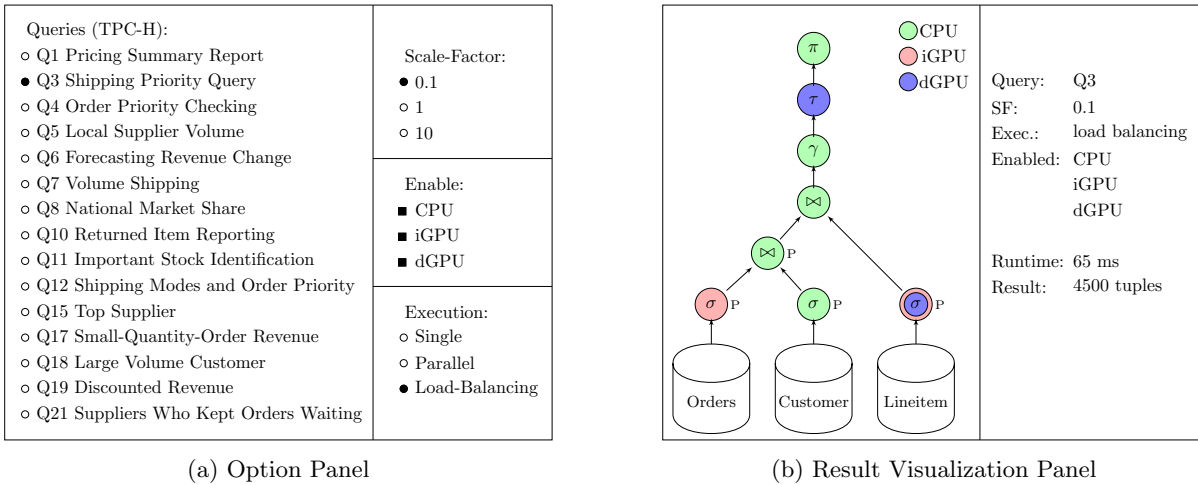 Queries (TPC-H):
Q1 Pricing Summary Report
Q3 Shipping Priority Query
Q4 Order Priority Checking
Q5 Local Supplier Volume
Q6 Forecasting Revenue Change
Q7 Volume Shipping
Q8 National Market Share
Q10 Returned Item Reporting
Q11 Important Stock Identification
Q12 Shipping Modes and Order Priority
Q15 Top Supplier
Q17 Small-Quantity-Order Revenue
Q18 Large Volume Customer
Q19 Discounted Revenue
Q21 Suppliers Who Kept Orders Waiting
Scale-Factor:
0.1
1
10
Enable:
CPU
iGPU
dGPU
Execution:
Single
Parallel
Load-Balancing
(a) Option Panel
CPU
iGPU
dGPU
π
τ
γ
⋈
⋈ P
σ P
σ P
σ P
Orders
Customer
Lineitem
Query: Q3
SF: 0.1
Exec.: load balancing
Enabled: CPU
iGPU
dGPU
Runtime: 65 ms
Result: 4500 tuples
(b) Result Visualization Panel